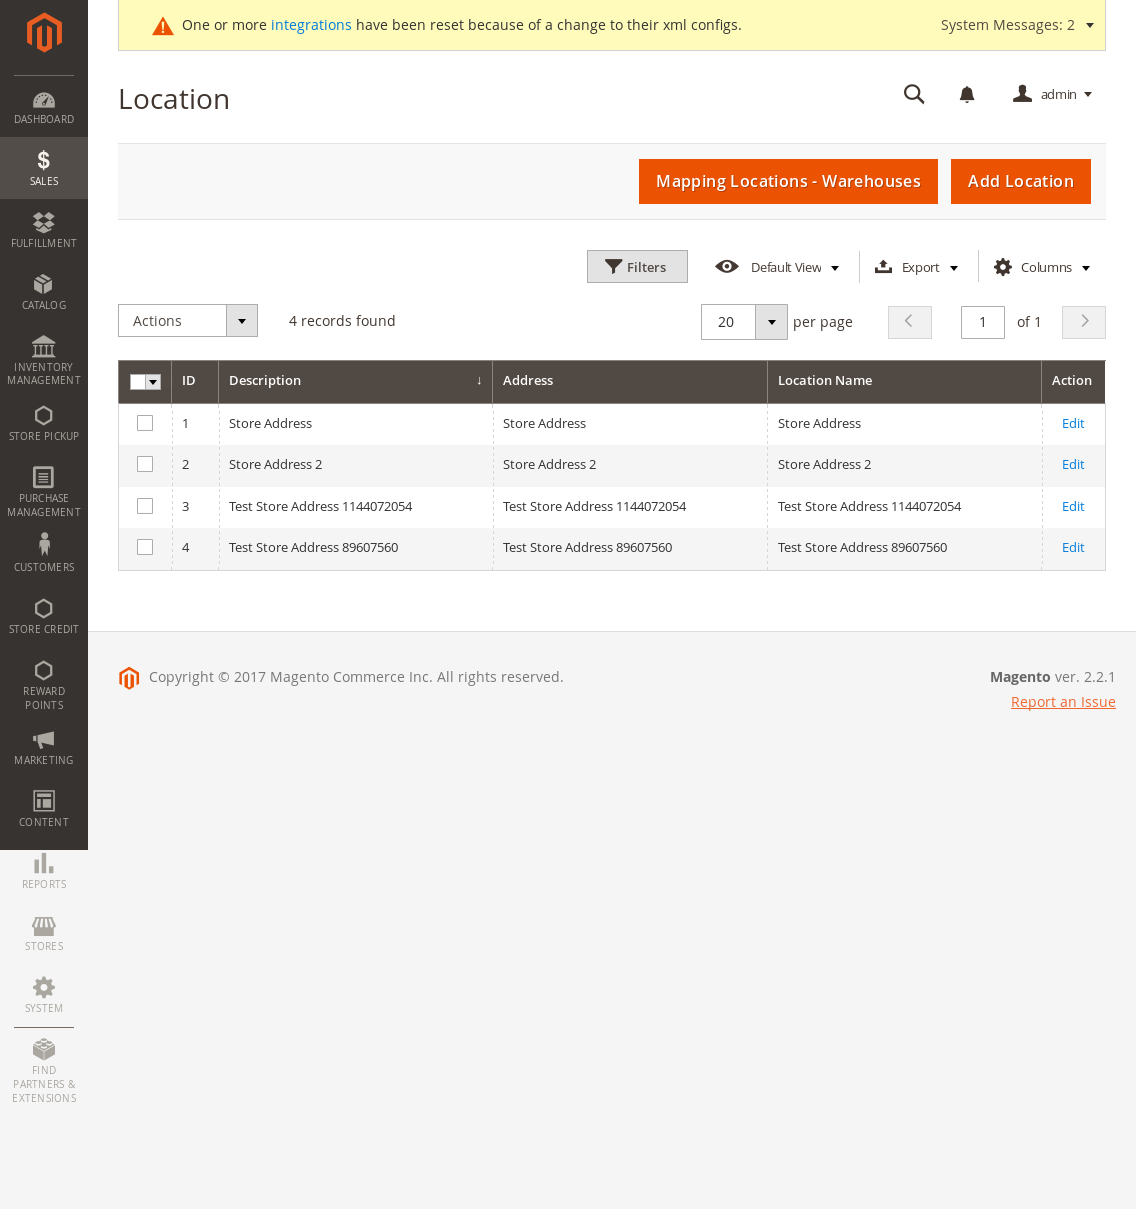 One or more integrations have been reset because of a change to their xml configs.
System Messages: 2
Location
admin
Mapping Locations - Warehouses
Add Location
Filters
Default View
Export
Columns
Actions
4 records found
20
per page
1
of 1
ID Description ↓ Address Location Name Action
1 Store Address Store Address Store Address Edit
2 Store Address 2 Store Address 2 Store Address 2 Edit
3 Test Store Address 1144072054 Test Store Address 1144072054 Test Store Address 1144072054 Edit
4 Test Store Address 89607560 Test Store Address 89607560 Test Store Address 89607560 Edit
Copyright © 2017 Magento Commerce Inc. All rights reserved.
Magento ver. 2.2.1
Report an Issue
DASHBOARD
$
SALES
FULFILLMENT
CATALOG
INVENTORY
MANAGEMENT
STORE PICKUP
PURCHASE
MANAGEMENT
CUSTOMERS
STORE CREDIT
REWARD
POINTS
MARKETING
CONTENT
REPORTS
STORES
SYSTEM
FIND
PARTNERS &
EXTENSIONS